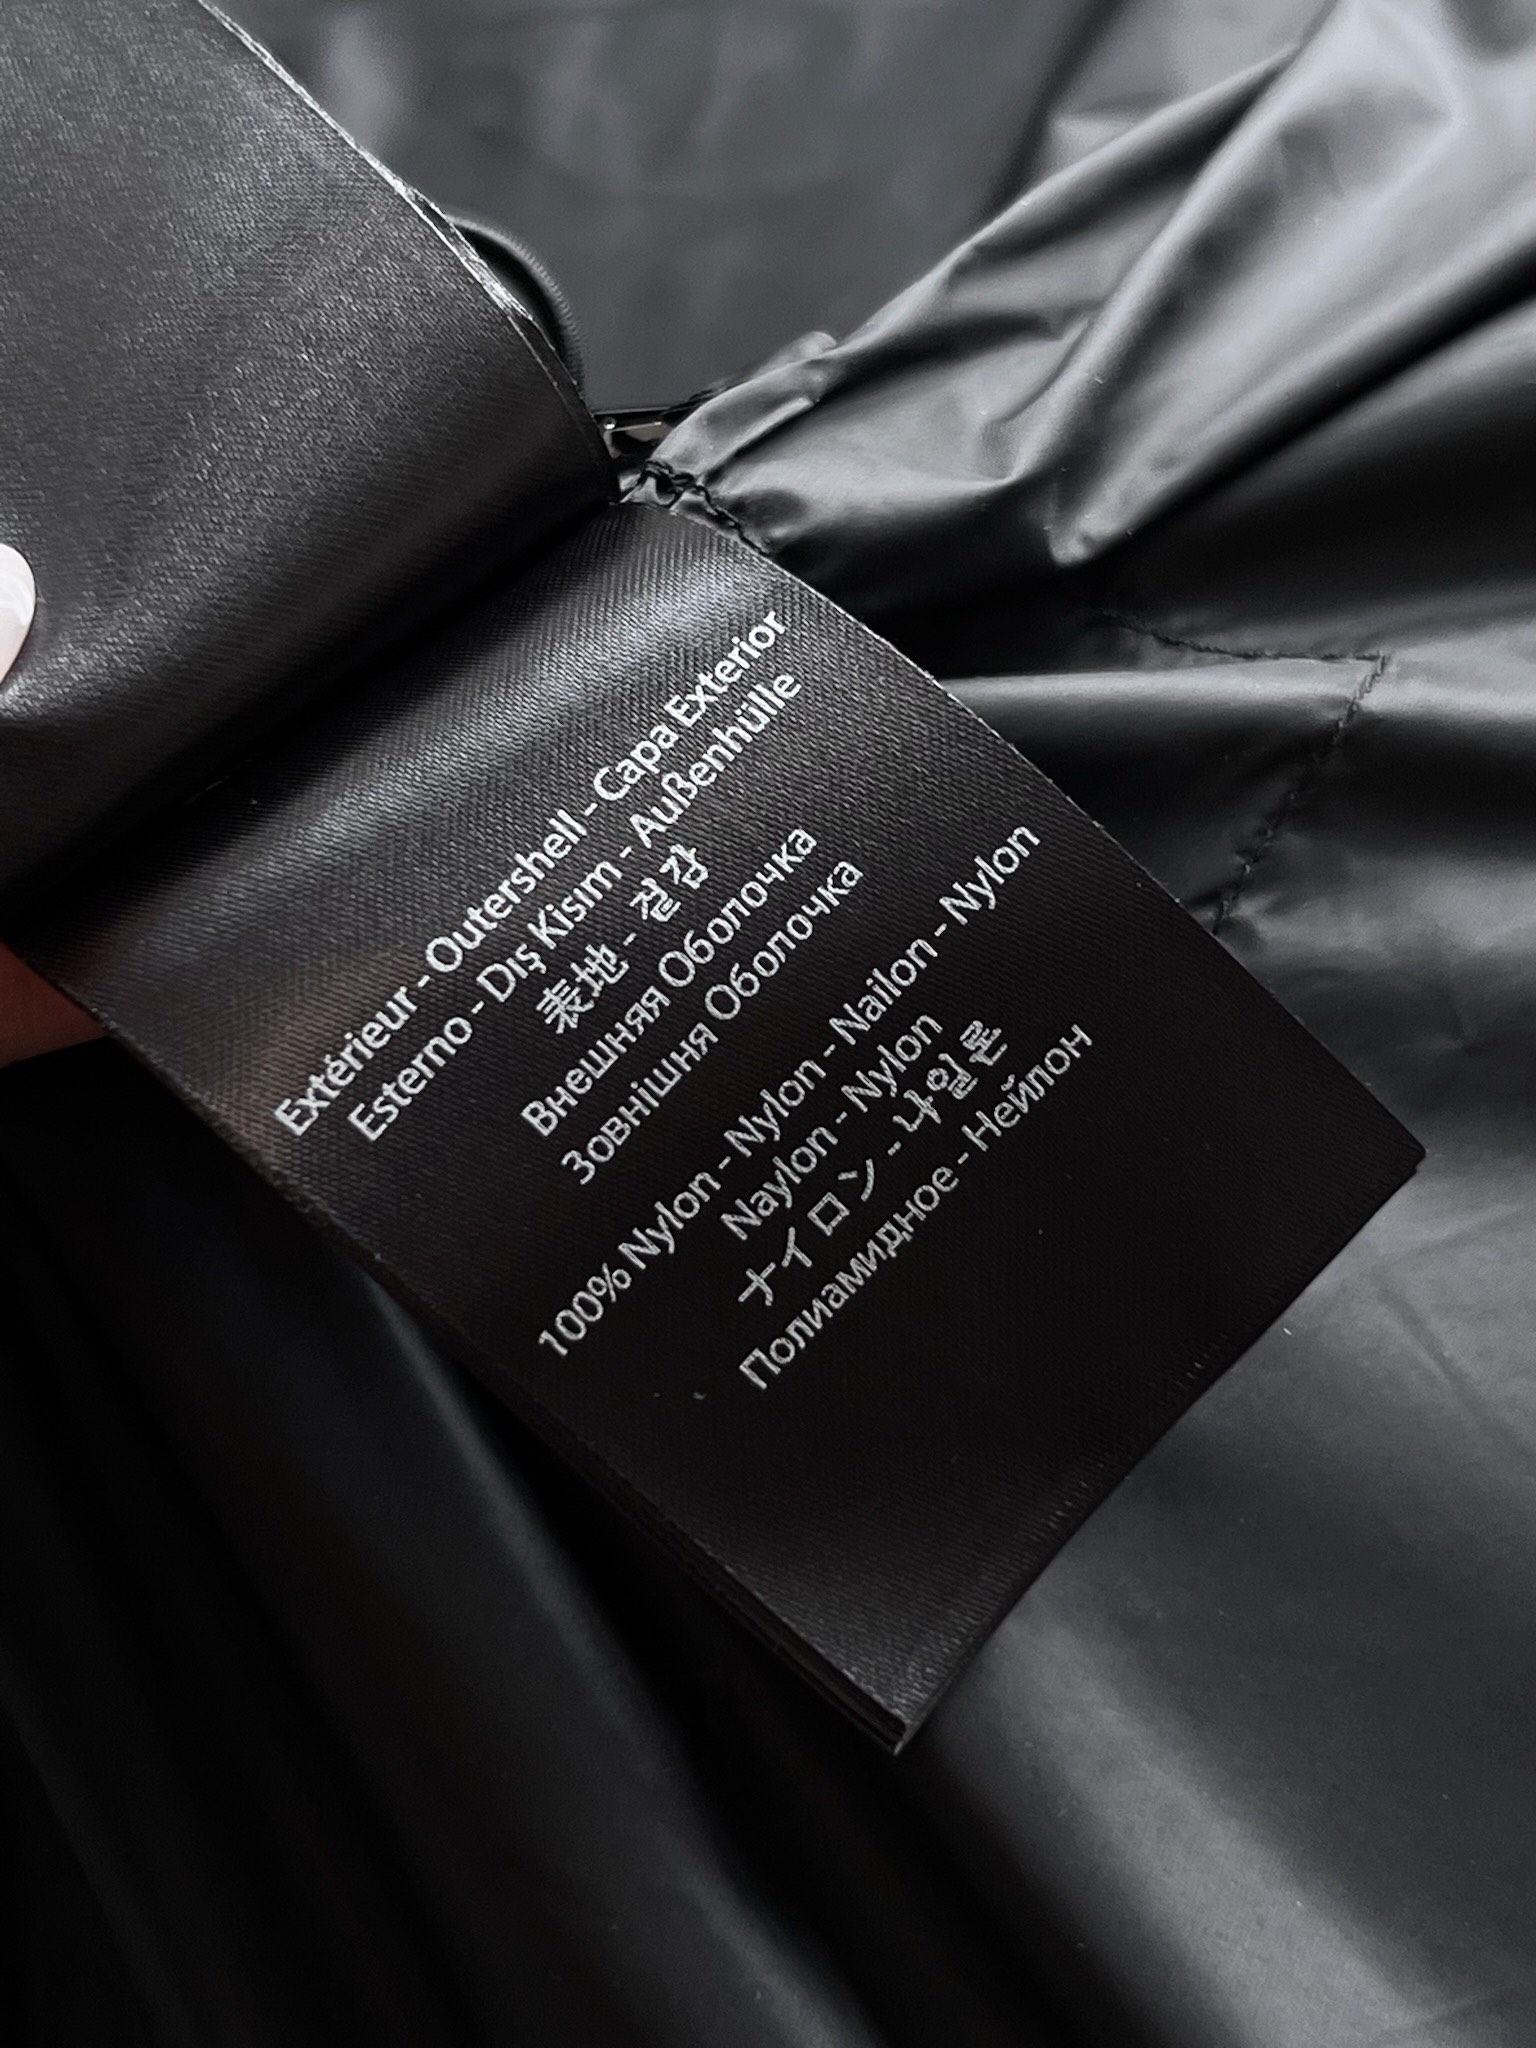 Extérieur - Outershell - Capa Exterior
Esterno - Dış Kisım - Außenhülle
表地 - 겉감
Внешняя Оболочка
Зовнішня Оболочка
100% Nylon - Nylon - Nailon - Nylon
Naylon - Nylon
ナイロン - 나일론
Полиамидное - Нейлон